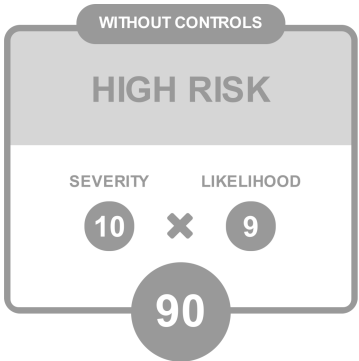 WITHOUT CONTROLS
HIGH RISK
SEVERITY LIKELIHOOD
10 × 9
90